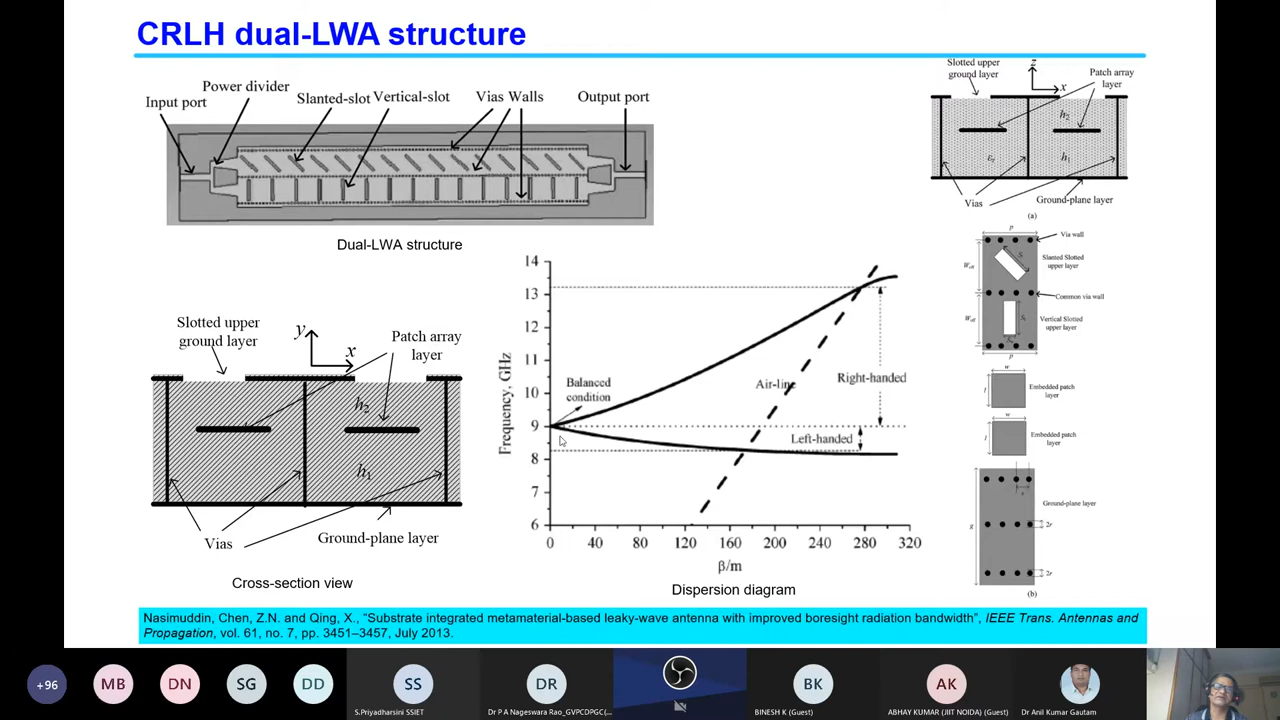 CRLH dual-LWA structure
Input port
Power divider
Slanted-slot
Vertical-slot
Vias Walls
Output port
Dual-LWA structure
Slotted upper
ground layer
z
x
Patch array
layer
h2
εr
h1
Vias
Ground-plane layer
(a)
Slotted upper
ground layer
y
x
Patch array
layer
h2
h1
Vias
Ground-plane layer
Cross-section view
Frequency, GHz
14
13
12
11
10
9
8
7
6
Balanced
condition
Air-line
Right-handed
Left-handed
0
40
80
120
160
200
240
280
320
β/m
Dispersion diagram
p
Via wall
Slanted Slotted
upper layer
Common via wall
Vertical Slotted
upper layer
p
w
l
Embedded patch
layer
w
l
Embedded patch
layer
s
Ground-plane layer
g
2r
2r
(b)
Nasimuddin, Chen, Z.N. and Qing, X., “Substrate integrated metamaterial-based leaky-wave antenna with improved boresight radiation bandwidth”, IEEE Trans. Antennas and
Propagation, vol. 61, no. 7, pp. 3451–3457, July 2013.
+96
MB
DN
SG
DD
SS
S.Priyadharsini SSIET
DR
Dr P A Nageswara Rao_GVPCDPGC(...
BK
BINESH K (Guest)
AK
ABHAY KUMAR (JIIT NOIDA) (Guest)
Dr Anil Kumar Gautam